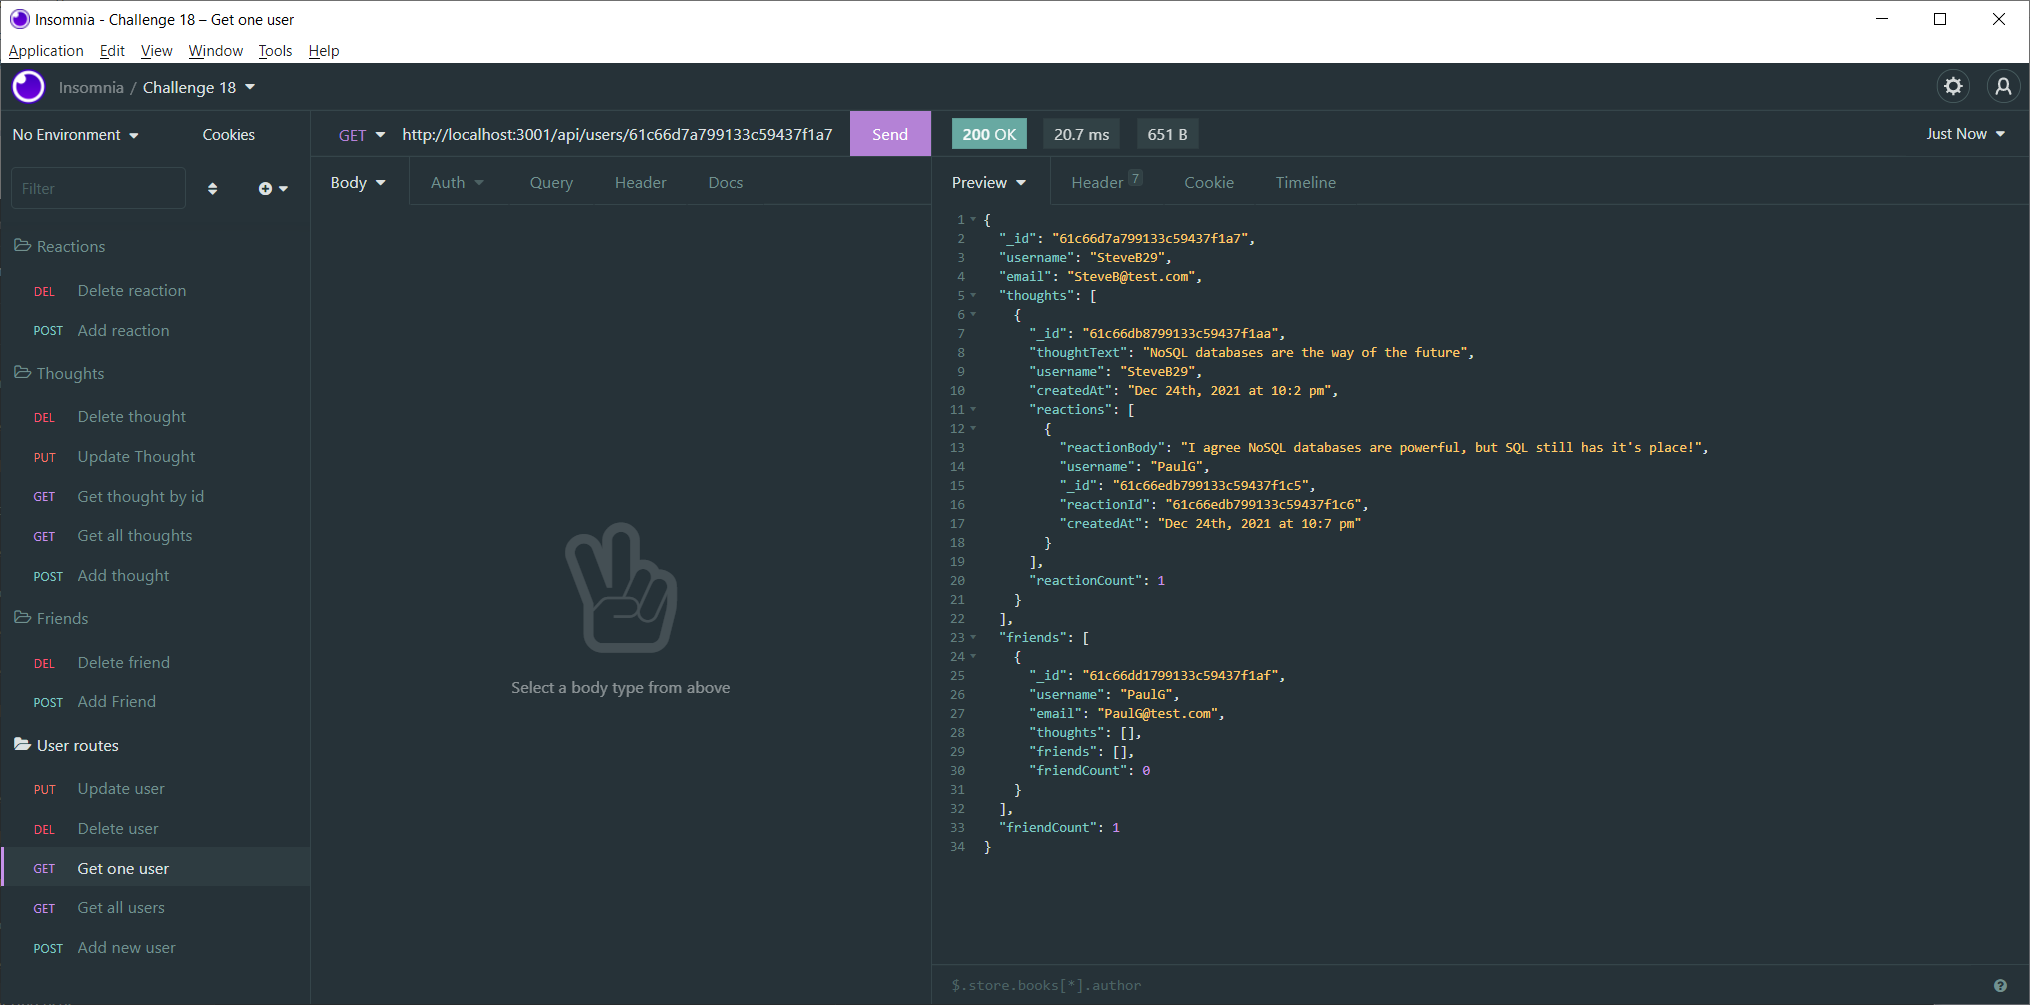 Insomnia - Challenge 18 – Get one user
Application Edit View Window Tools Help
Insomnia / Challenge 18
No Environment
Cookies
Filter
Reactions
DEL Delete reaction
POST Add reaction
Thoughts
DEL Delete thought
PUT Update Thought
GET Get thought by id
GET Get all thoughts
POST Add thought
Friends
DEL Delete friend
POST Add Friend
User routes
PUT Update user
DEL Delete user
GET Get one user
GET Get all users
POST Add new user
GET http://localhost:3001/api/users/61c66d7a799133c59437f1a7 Send
Body Auth Query Header Docs
Select a body type from above
200 OK 20.7 ms 651 B Just Now
Preview Header 7 Cookie Timeline
1 {
2 "_id": "61c66d7a799133c59437f1a7",
3 "username": "SteveB29",
4 "email": "SteveB@test.com",
5 "thoughts": [
6 {
7 "_id": "61c66db8799133c59437f1aa",
8 "thoughtText": "NoSQL databases are the way of the future",
9 "username": "SteveB29",
10 "createdAt": "Dec 24th, 2021 at 10:2 pm",
11 "reactions": [
12 {
13 "reactionBody": "I agree NoSQL databases are powerful, but SQL still has it's place!",
14 "username": "PaulG",
15 "_id": "61c66edb799133c59437f1c5",
16 "reactionId": "61c66edb799133c59437f1c6",
17 "createdAt": "Dec 24th, 2021 at 10:7 pm"
18 }
19 ],
20 "reactionCount": 1
21 }
22 ],
23 "friends": [
24 {
25 "_id": "61c66dd1799133c59437f1af",
26 "username": "PaulG",
27 "email": "PaulG@test.com",
28 "thoughts": [],
29 "friends": [],
30 "friendCount": 0
31 }
32 ],
33 "friendCount": 1
34 }
$.store.books[*].author